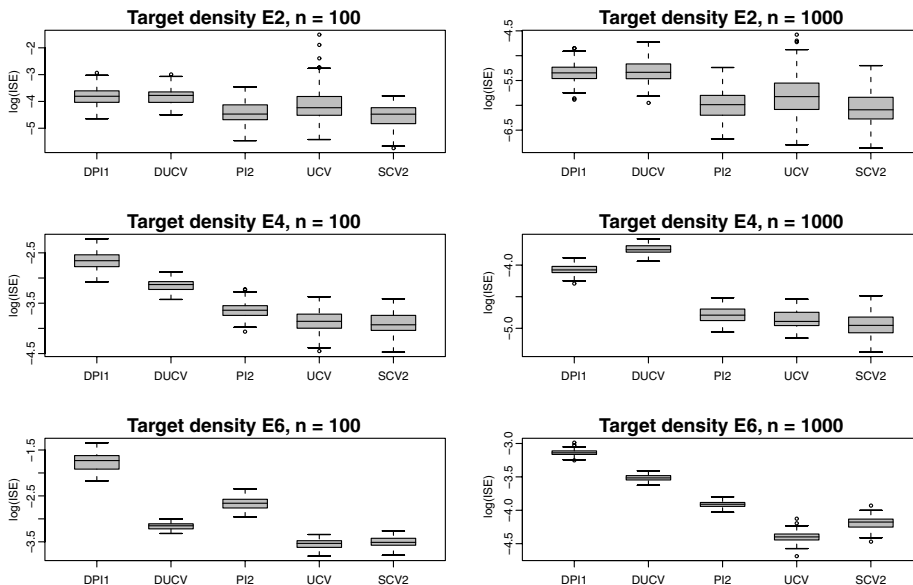 Target density E2, n = 100
log(ISE)
−2
−3
−4
−5
DPI1 DUCV PI2 UCV SCV2
Target density E2, n = 1000
log(ISE)
−4.5
−5.5
−6.5
DPI1 DUCV PI2 UCV SCV2
Target density E4, n = 100
log(ISE)
−2.5
−3.5
−4.5
DPI1 DUCV PI2 UCV SCV2
Target density E4, n = 1000
log(ISE)
−4.0
−5.0
DPI1 DUCV PI2 UCV SCV2
Target density E6, n = 100
log(ISE)
−1.5
−3.5
DPI1 DUCV PI2 UCV SCV2
Target density E6, n = 1000
log(ISE)
−3.0
−3.5
−4.0
−4.5
DPI1 DUCV PI2 UCV SCV2